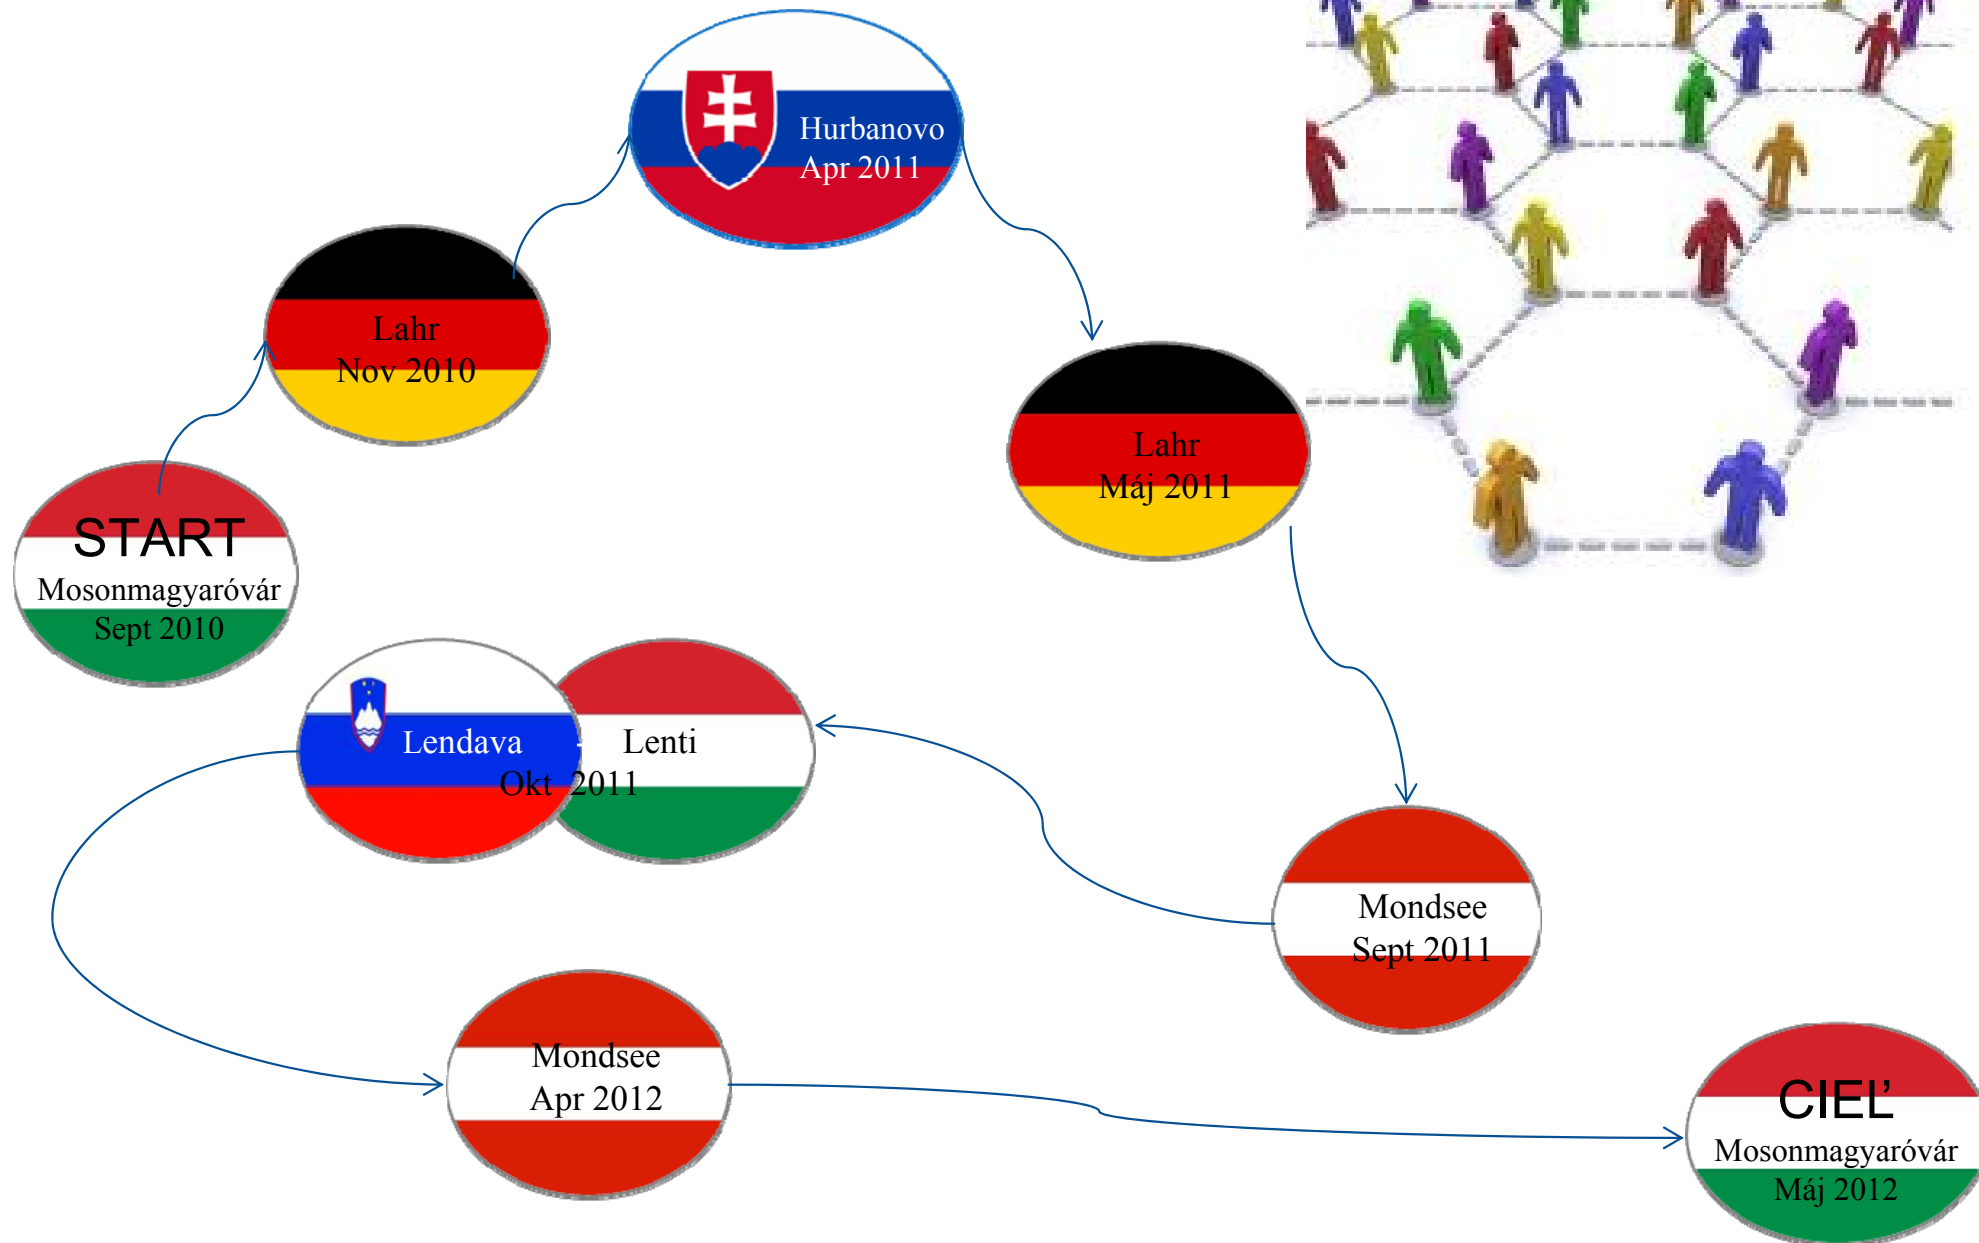 START
Mosonmagyaróvár
Sept 2010
Lahr
Nov 2010
Hurbanovo
Apr 2011
Lahr
Máj 2011
Mondsee
Sept 2011
Lendava - Lenti
Okt 2011
Mondsee
Apr 2012
CIEĽ
Mosonmagyaróvár
Máj 2012